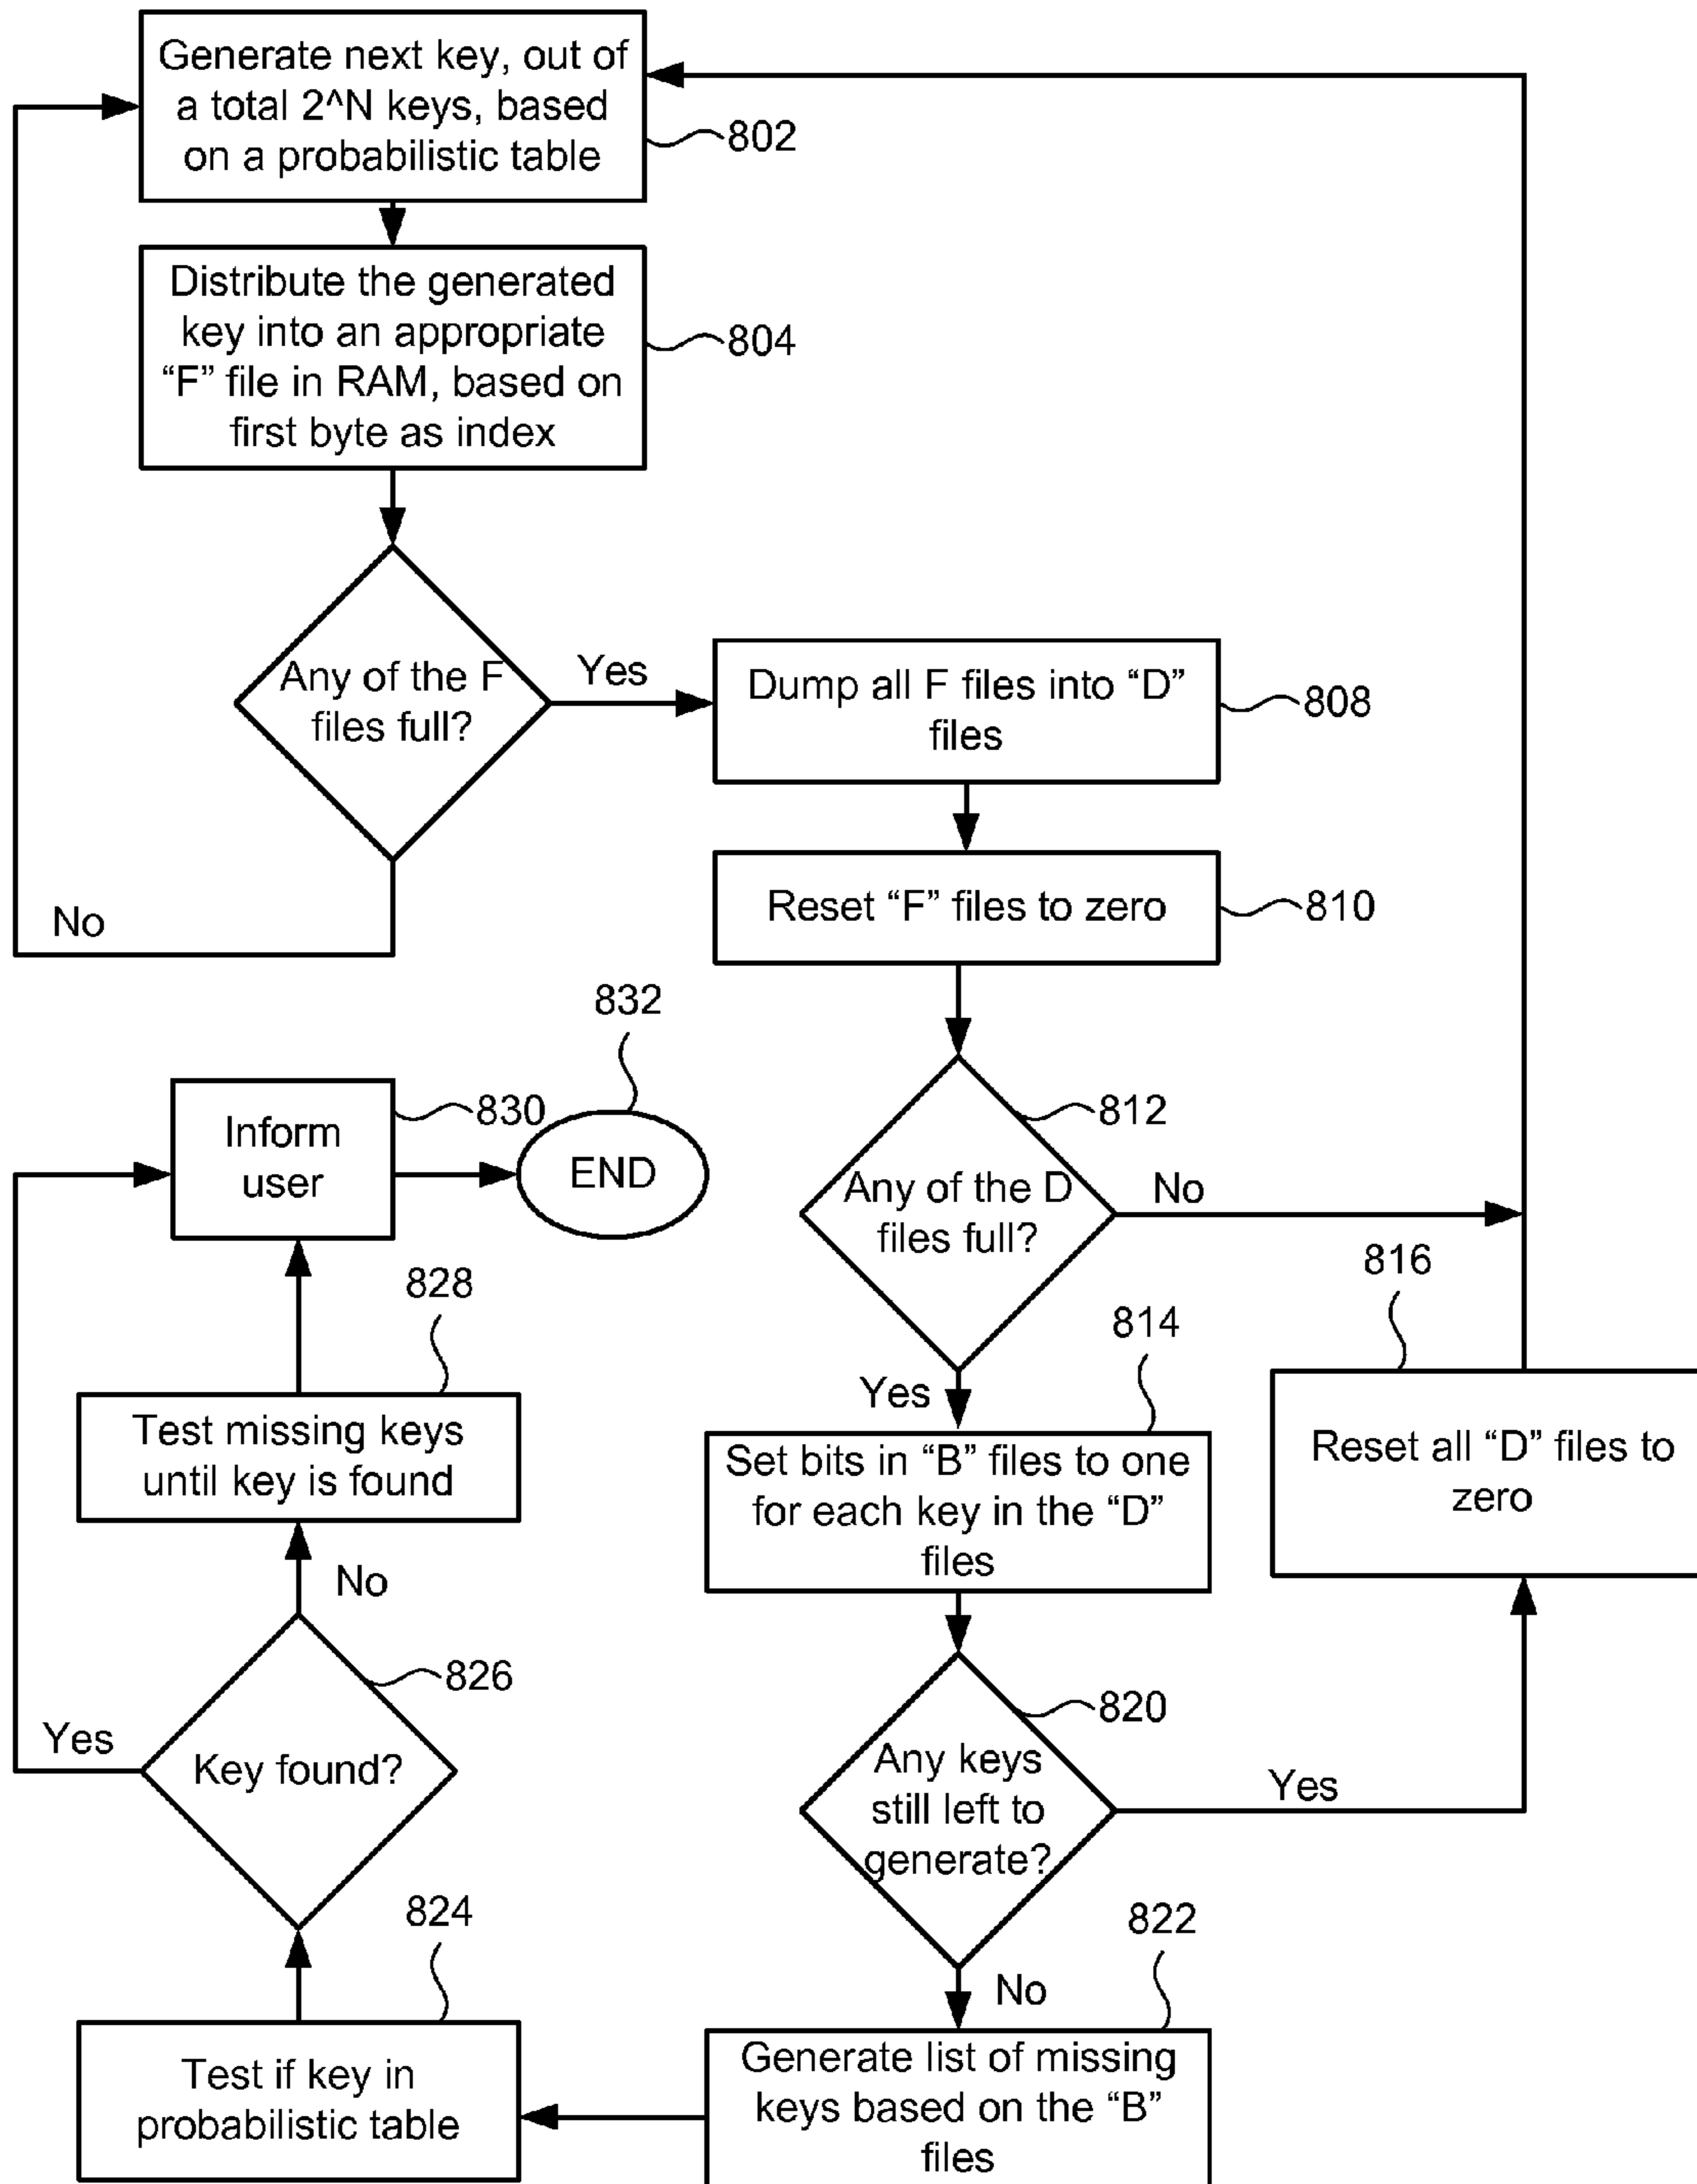 Generate next key, out of
a total 2^N keys, based
on a probabilistic table
802
Distribute the generated
key into an appropriate
“F” file in RAM, based on
first byte as index
804
Any of the F
files full?
Yes
No
Dump all F files into “D”
files
808
Reset “F” files to zero
810
Any of the D
files full?
812
No
Yes
Set bits in “B” files to one
for each key in the “D”
files
814
Reset all “D” files to
zero
816
Any keys
still left to
generate?
820
Yes
No
Generate list of missing
keys based on the “B”
files
822
Test if key in
probabilistic table
824
Key found?
826
Yes
No
Test missing keys
until key is found
828
Inform
user
830
END
832